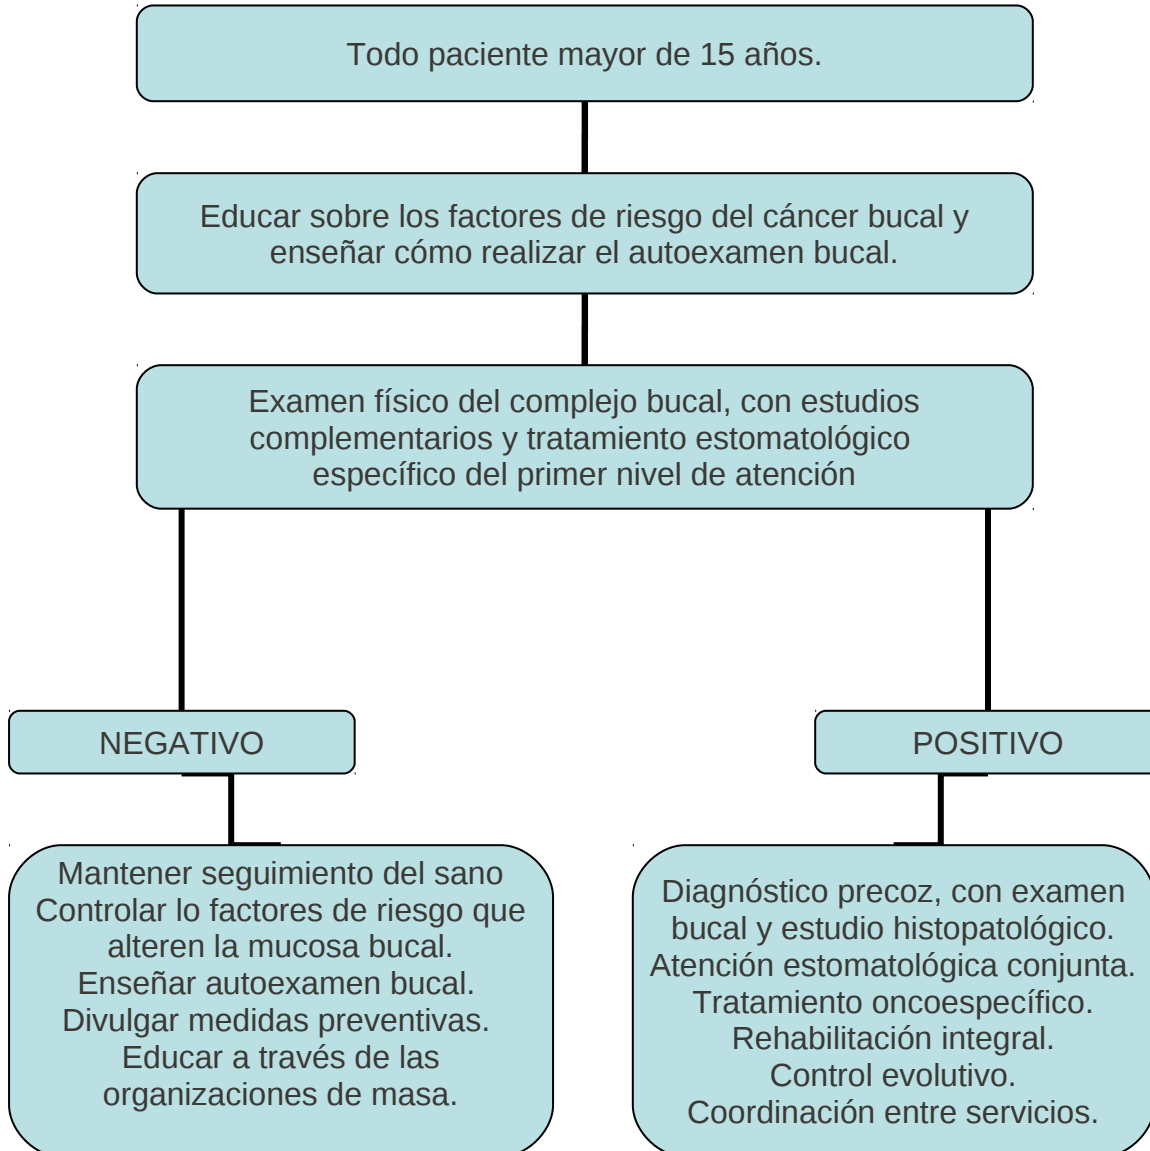 Todo paciente mayor de 15 años.
Educar sobre los factores de riesgo del cáncer bucal y
enseñar cómo realizar el autoexamen bucal.
Examen físico del complejo bucal, con estudios
complementarios y tratamiento estomatológico
específico del primer nivel de atención
NEGATIVO
POSITIVO
Mantener seguimiento del sano
Controlar lo factores de riesgo que
alteren la mucosa bucal.
Enseñar autoexamen bucal.
Divulgar medidas preventivas.
Educar a través de las
organizaciones de masa.
Diagnóstico precoz, con examen
bucal y estudio histopatológico.
Atención estomatológica conjunta.
Tratamiento oncoespecífico.
Rehabilitación integral.
Control evolutivo.
Coordinación entre servicios.